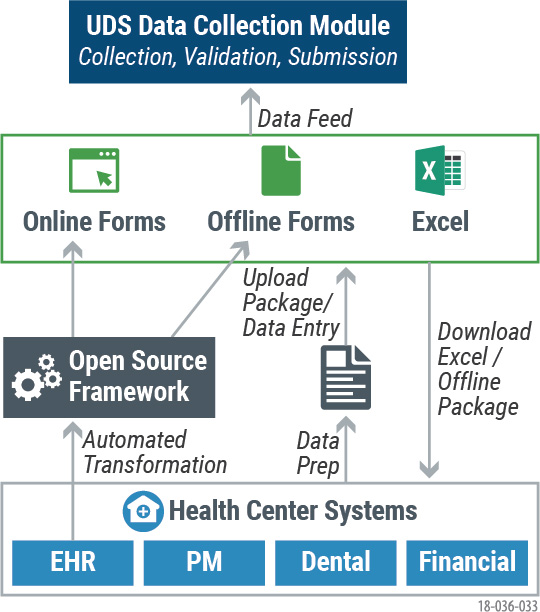 UDS Data Collection Module
Collection, Validation, Submission
Data Feed
X
Online Forms
Offline Forms
Excel
Upload
Package/
Data Entry
Download
Excel /
Offline
Package
Open Source
Framework
Automated
Transformation
Data
Prep
Health Center Systems
EHR
PM
Dental
Financial
18-036-033